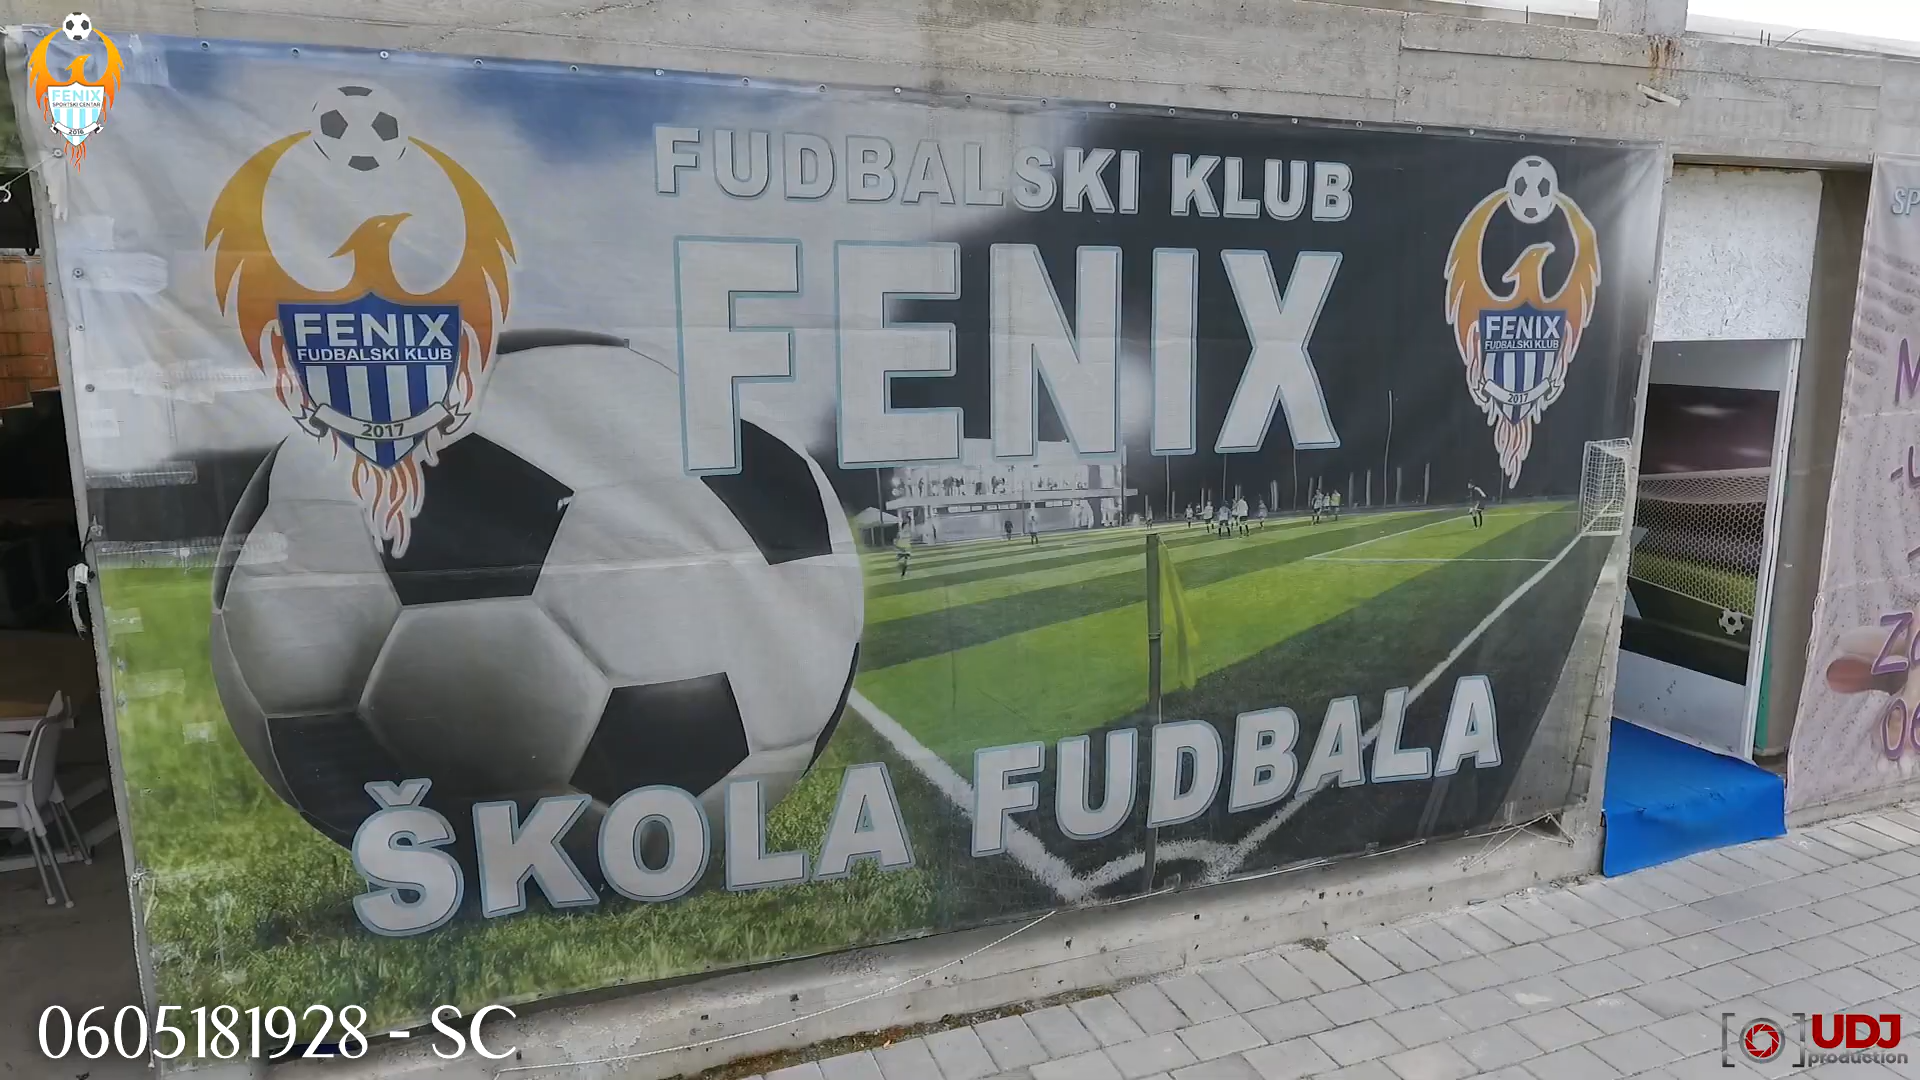 FENIX
SPORTSKI CENTAR
2016
FUDBALSKI KLUB
FENIX
FENIX
FUDBALSKI KLUB
2017
FENIX
FUDBALSKI KLUB
2017
ŠKOLA FUDBALA
0605181928 - SC
UDJ
production